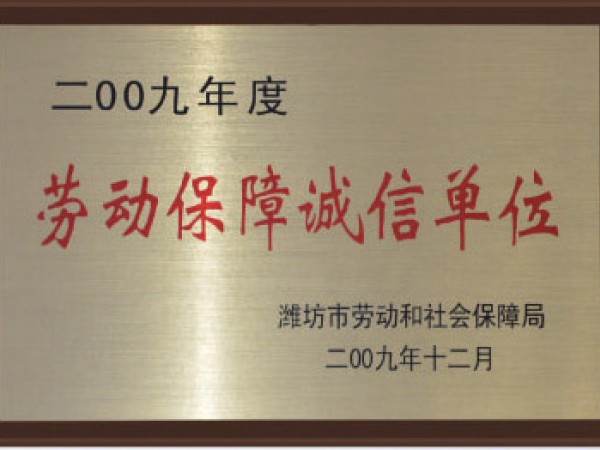 二00九年度
劳动保障诚信单位
潍坊市劳动和社会保障局
二00九年十二月